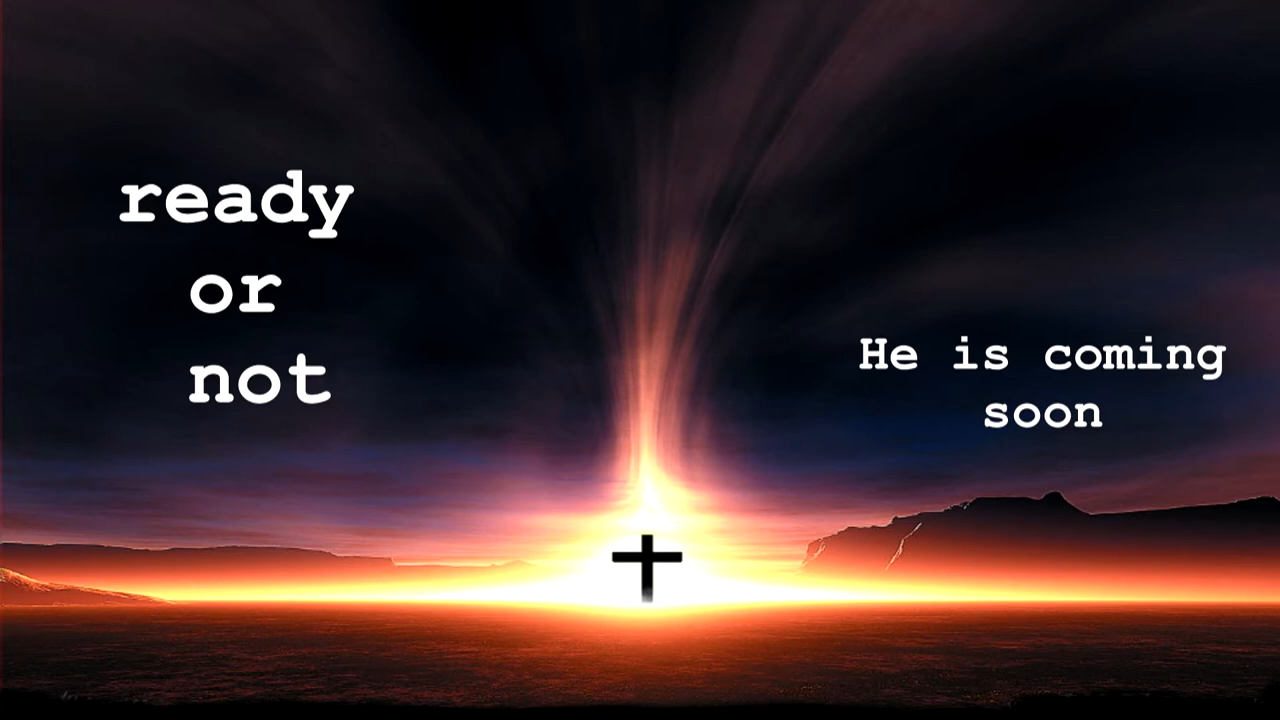 ready
or
not
He is coming
soon